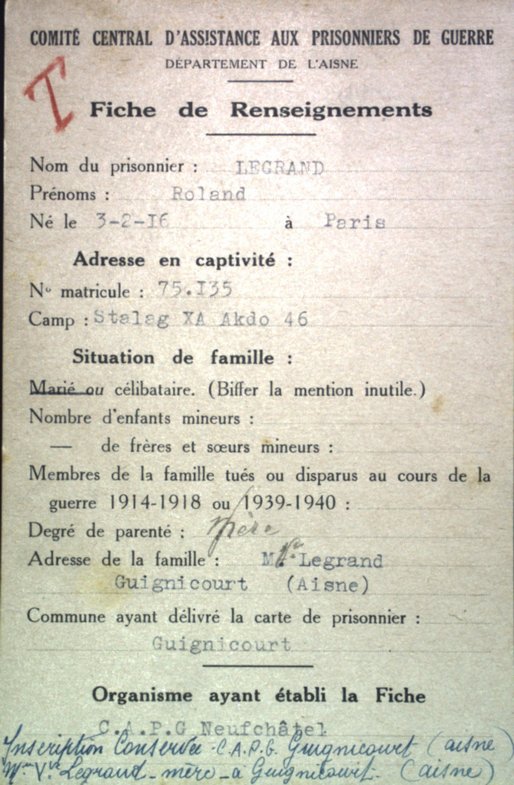 COMITÉ CENTRAL D'ASSISTANCE AUX PRISONNIERS DE GUERRE
DÉPARTEMENT DE L'AISNE
T
Fiche de Renseignements
Nom du prisonnier : LEGRAND
Prénoms : Roland
Né le 3-2-I6 à Paris
Adresse en captivité :
No matricule : 75.I35
Camp : Stalag XA Akdo 46
Situation de famille :
Marié ou célibataire. (Biffer la mention inutile.)
Nombre d'enfants mineurs :
— de frères et sœurs mineurs :
Membres de la famille tués ou disparus au cours de la
guerre 1914-1918 ou 1939-1940 :
Degré de parenté : mère
Adresse de la famille : M. Ve Legrand
Guignicourt (Aisne)
Commune ayant délivré la carte de prisonnier :
Guignicourt
Organisme ayant établi la Fiche
C.A.P.G Neufchâtel
Inscription Conservée - C.A.P.G. Guignicourt (aisne)
Mme Vve Legrand - mère - à Guignicourt. (aisne)